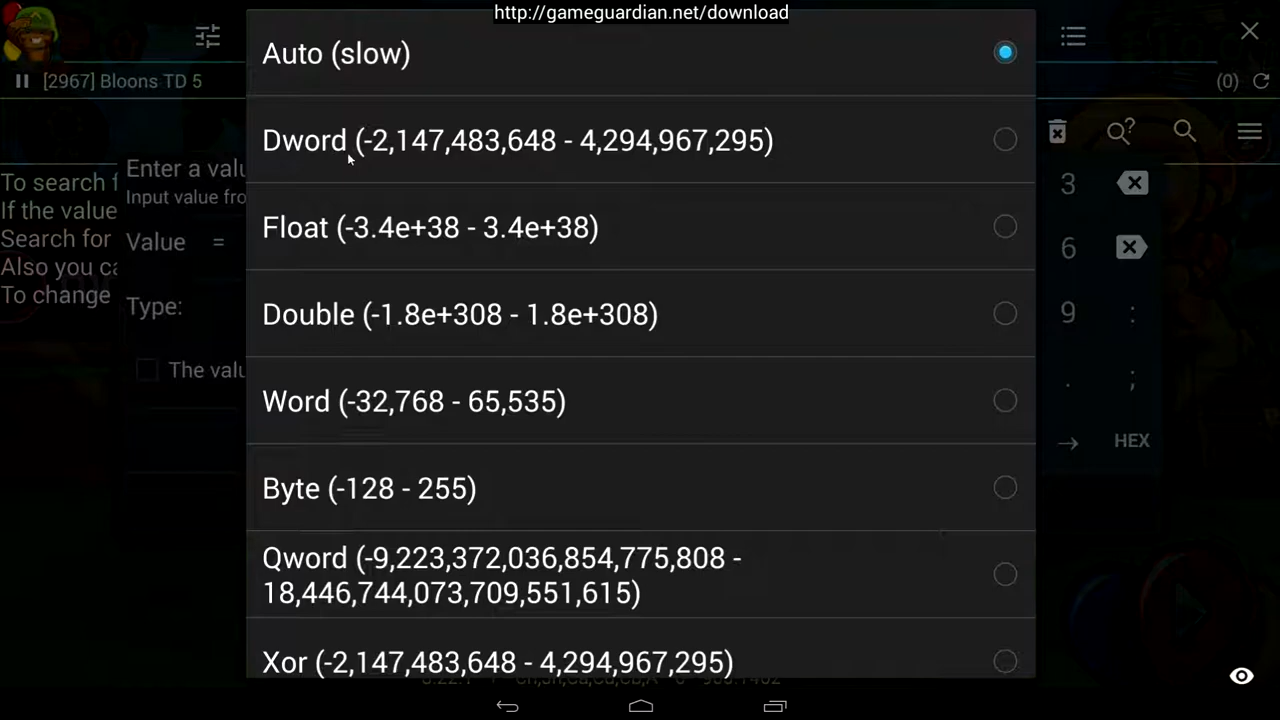 http://gameguardian.net/download
Auto (slow)
[2967] Bloons TD 5
(0)
Dword (-2,147,483,648 - 4,294,967,295)
Enter a valu
To search f
Input value fro
3
If the value
Float (-3.4e+38 - 3.4e+38)
Search for
Value =
6
Also you ca
To change
Type:
Double (-1.8e+308 - 1.8e+308)
9 :
The valu
. ;
Word (-32,768 - 65,535)
→ HEX
Byte (-128 - 255)
Qword (-9,223,372,036,854,775,808 -
18,446,744,073,709,551,615)
Xor (-2,147,483,648 - 4,294,967,295)